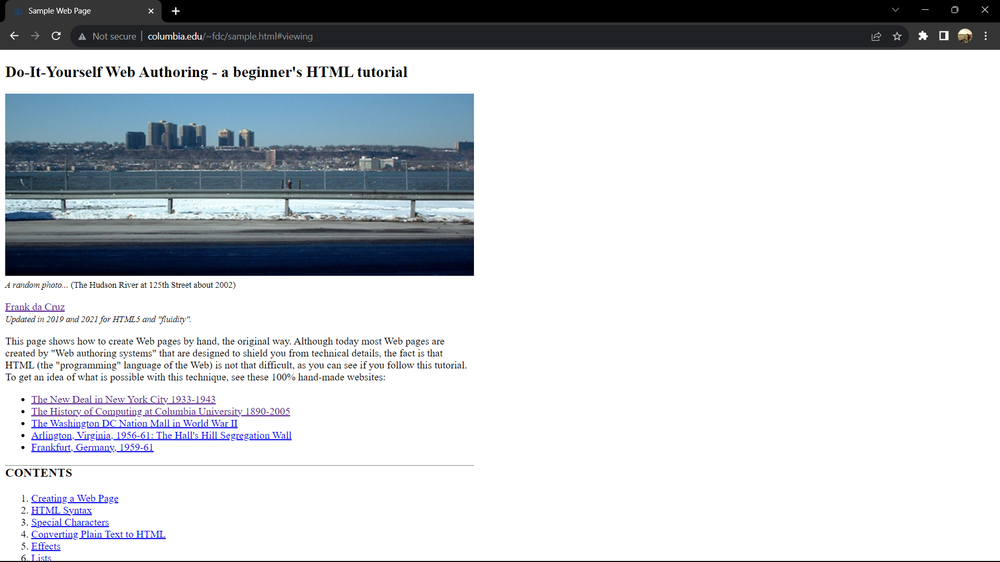 Sample Web Page
Not secure
columbia.edu/~fdc/sample.html#viewing
Do-It-Yourself Web Authoring - a beginner's HTML tutorial
A random photo... (The Hudson River at 125th Street about 2002)
Frank da Cruz
Updated in 2019 and 2021 for HTML5 and "fluidity".
This page shows how to create Web pages by hand, the original way. Although today most Web pages are
created by "Web authoring systems" that are designed to shield you from technical details, the fact is that
HTML (the "programming" language of the Web) is not that difficult, as you can see if you follow this tutorial.
To get an idea of what is possible with this technique, see these 100% hand-made websites:
• The New Deal in New York City 1933-1943
• The History of Computing at Columbia University 1890-2005
• The Washington DC Nation Mall in World War II
• Arlington, Virginia, 1956-61: The Hall's Hill Segregation Wall
• Frankfurt, Germany, 1959-61
CONTENTS
1. Creating a Web Page
2. HTML Syntax
3. Special Characters
4. Converting Plain Text to HTML
5. Effects
6. Lists